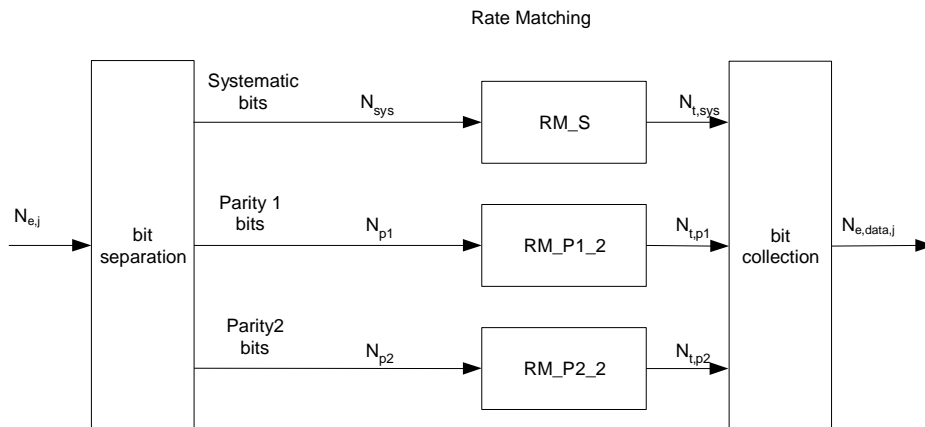 Rate Matching
Systematic
bits
N_sys
RM_S
N_t,sys
N_e,j
bit
separation
Parity 1
bits
N_p1
RM_P1_2
N_t,p1
bit
collection
N_e,data,j
Parity2
bits
N_p2
RM_P2_2
N_t,p2